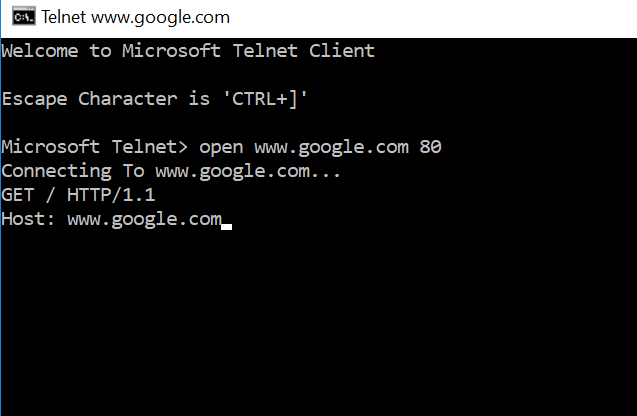 C:\. Telnet www.google.com
Welcome to Microsoft Telnet Client
Escape Character is 'CTRL+]'
Microsoft Telnet> open www.google.com 80
Connecting To www.google.com...
GET / HTTP/1.1
Host: www.google.com